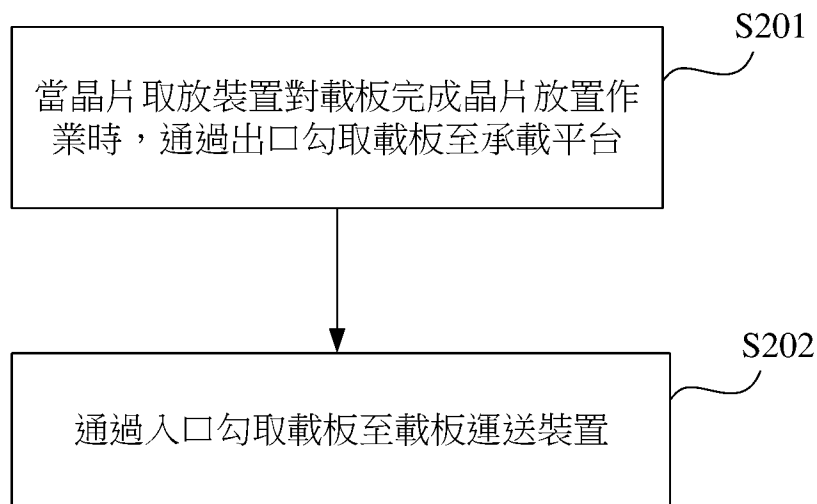 S201
當晶片取放裝置對載板完成晶片放置作
業時，通過出口勾取載板至承載平台
S202
通過入口勾取載板至載板運送裝置